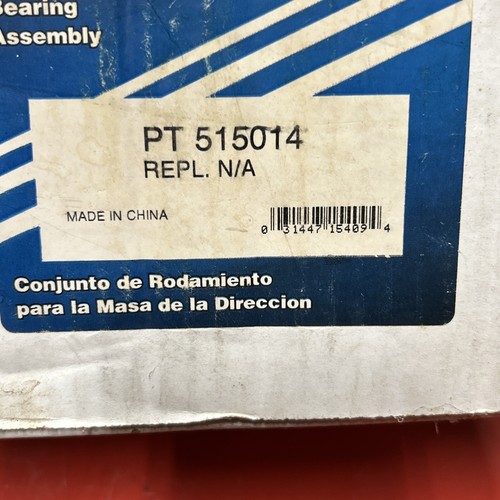 Bearing
Assembly
PT 515014
REPL. N/A
MADE IN CHINA
0 31447 15409 4
Conjunto de Rodamiento
para la Masa de la Direccion